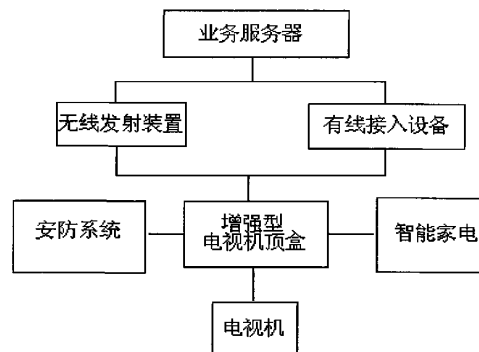 业务服务器
无线发射装置
有线接入设备
安防系统
增强型
电视机顶盒
智能家电
电视机